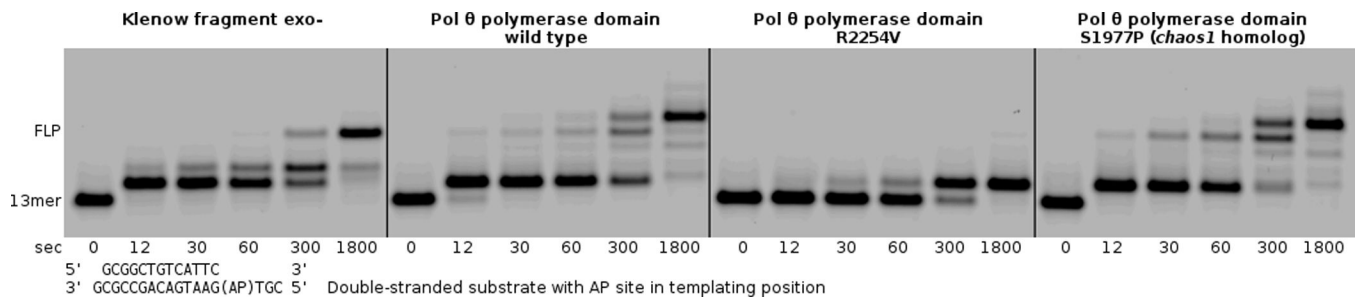 Klenow fragment exo-
Pol θ polymerase domain
wild type
Pol θ polymerase domain
R2254V
Pol θ polymerase domain
S1977P (chaos1 homolog)
FLP
13mer
sec 0 12 30 60 300 1800 0 12 30 60 300 1800 0 12 30 60 300 1800 0 12 30 60 300 1800
5' GCGGCTGTCATTC 3'
3' GCGCCGACAGTAAG(AP)TGC 5' Double-stranded substrate with AP site in templating position